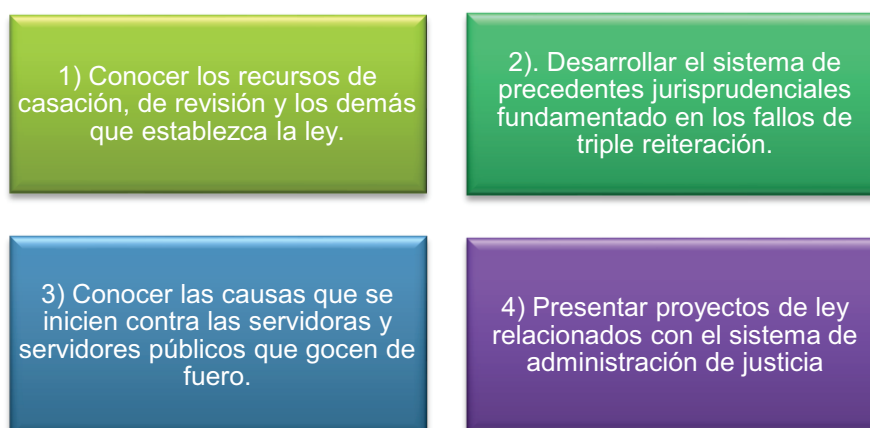 1) Conocer los recursos de
casación, de revisión y los demás
que establezca la ley.
2). Desarrollar el sistema de
precedentes jurisprudenciales
fundamentado en los fallos de
triple reiteración.
3) Conocer las causas que se
inicien contra las servidoras y
servidores públicos que gocen de
fuero.
4) Presentar proyectos de ley
relacionados con el sistema de
administración de justicia